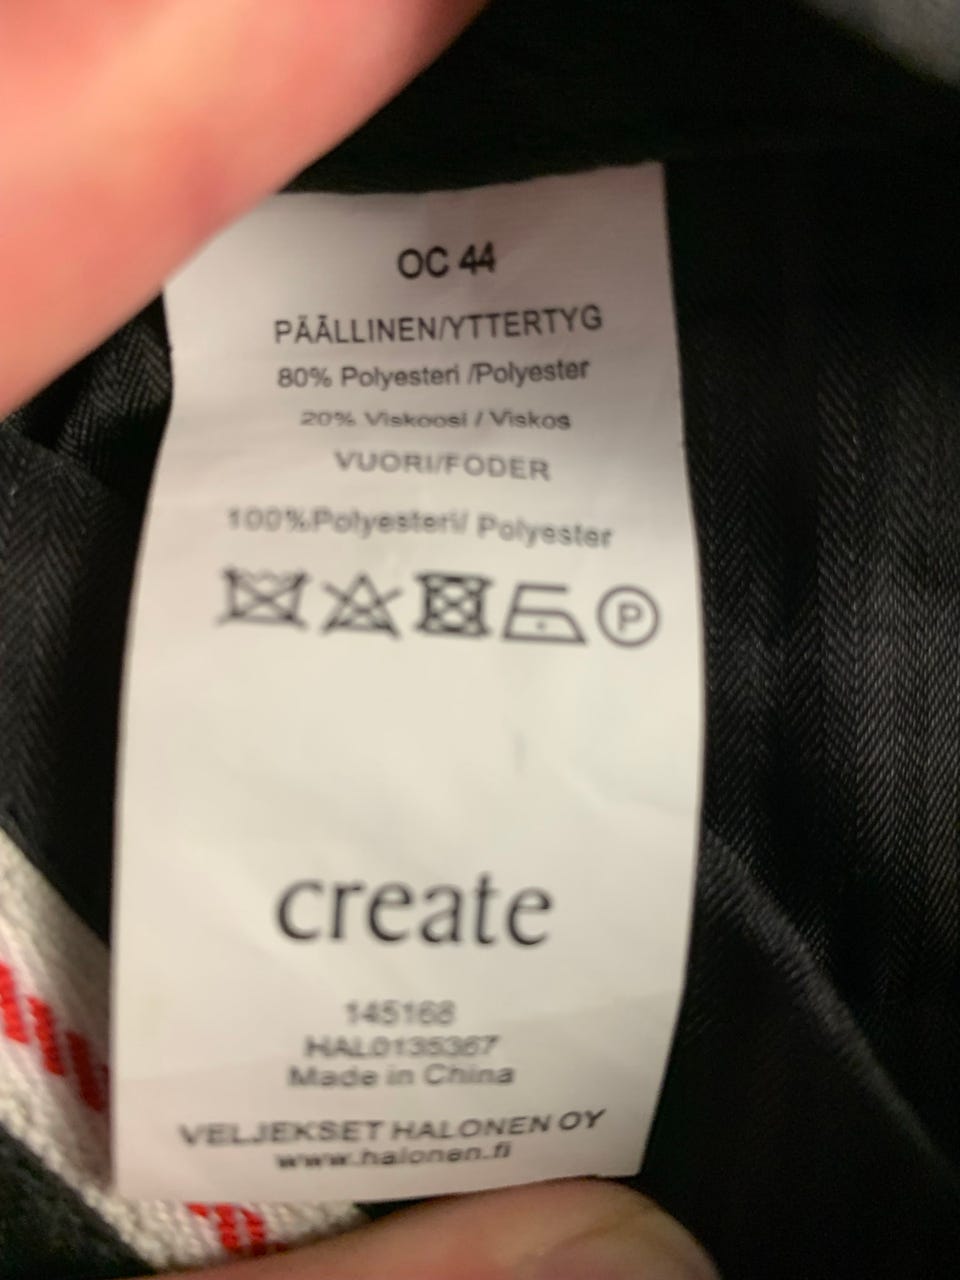 OC 44
PÄÄLLINEN/YTTERTYG
80% Polyesteri /Polyester
20% Viskoosi / Viskos
VUORI/FODER
100%Polyesteri/ Polyester
P
create
145168
HAL0135367
Made in China
VELJEKSET HALONEN OY
www.halonen.fi